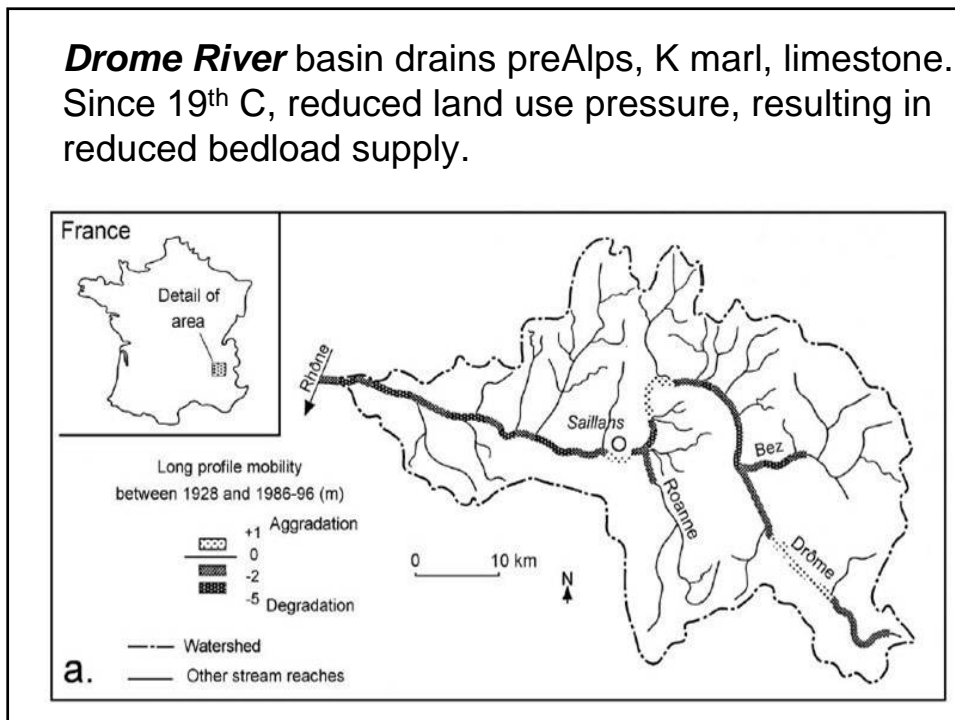 Drome River basin drains preAlps, K marl, limestone.
Since 19th C, reduced land use pressure, resulting in
reduced bedload supply.
France
Detail of
area
Rhône
Saillans
Bez
Roanne
Drôme
Long profile mobility
between 1928 and 1986-96 (m)
+1 Aggradation
0
-2
-5 Degradation
0 10 km
N
Watershed
Other stream reaches
a.